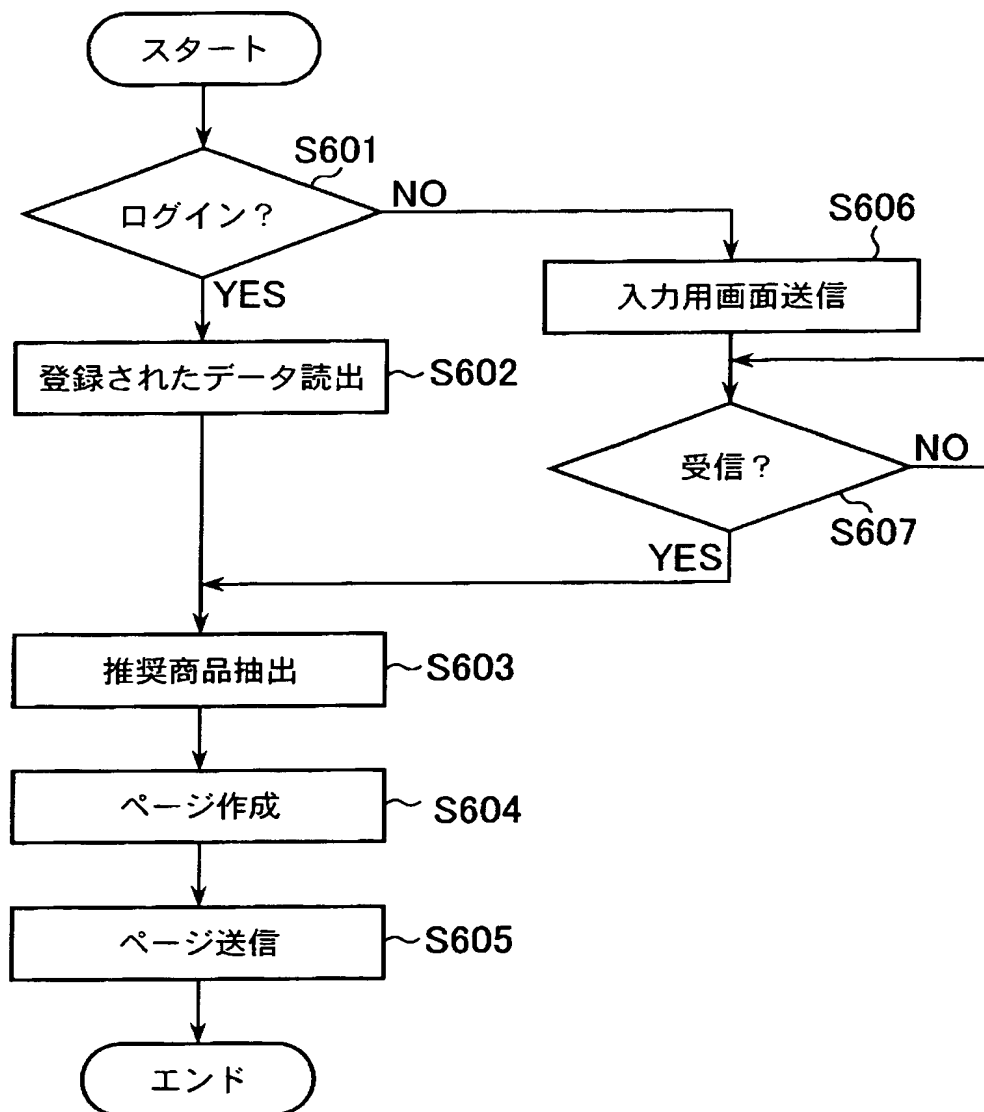 スタート
S601
ログイン?
NO
YES
S606
入力用画面送信
登録されたデータ読出
S602
受信?
NO
S607
YES
推奨商品抽出
S603
ページ作成
S604
ページ送信
S605
エンド